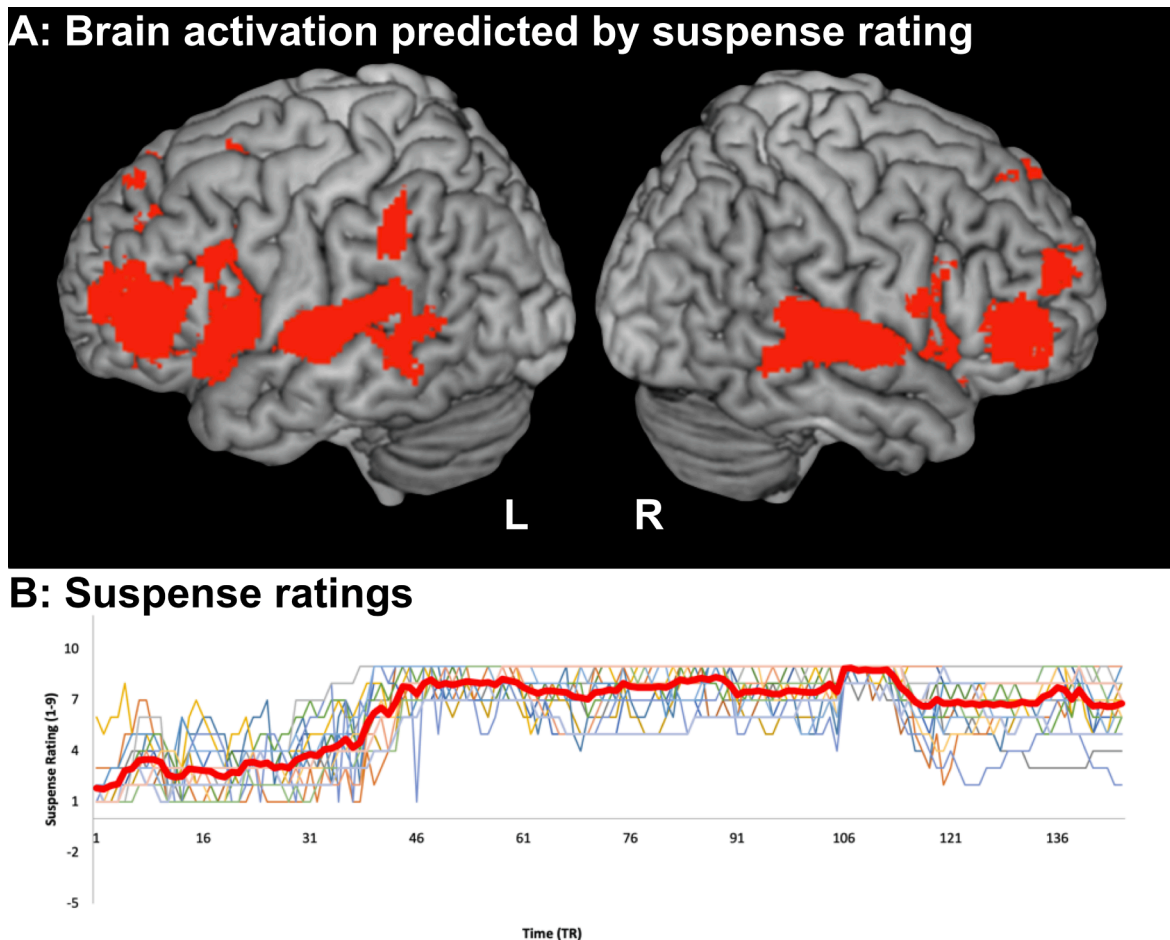 A: Brain activation predicted by suspense rating
L R
B: Suspense ratings
Suspense Rating (1-9)
10
7
4
1
-2
-5
1 16 31 46 61 76 91 106 121 136
Time (TR)